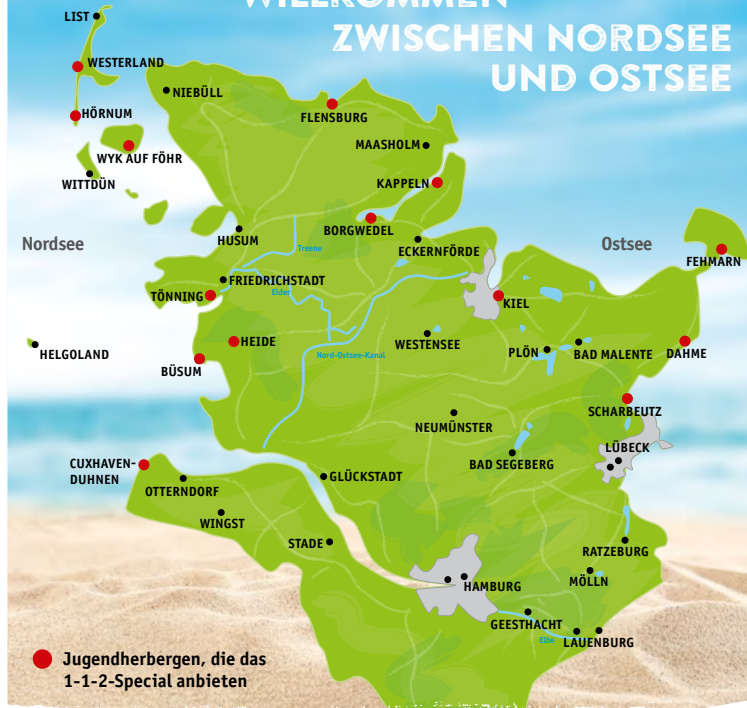 WILLKOMMEN
ZWISCHEN NORDSEE
UND OSTSEE
LIST
WESTERLAND
NIEBÜLL
HÖRNUM
FLENSBURG
MAASHOLM
WYK AUF FÖHR
WITTDÜN
KAPPELN
BORGWEDEL
HUSUM
ECKERNFÖRDE
Nordsee
Ostsee
Treene
FEHMARN
FRIEDRICHSTADT
Eider
TÖNNING
KIEL
HELGOLAND
HEIDE
WESTENSEE
Nord-Ostsee-Kanal
PLÖN
BAD MALENTE
DAHME
BÜSUM
SCHARBEUTZ
NEUMÜNSTER
LÜBECK
CUXHAVEN-
DUHNEN
BAD SEGEBERG
GLÜCKSTADT
OTTERNDORF
WINGST
STADE
RATZEBURG
HAMBURG
MÖLLN
GEESTHACHT
Elbe
LAUENBURG
Jugendherbergen, die das
1-1-2-Special anbieten